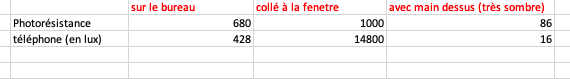 sur le bureau collé à la fenetre avec main dessus (très sombre)
Photorésistance 680 1000 86
téléphone (en lux) 428 14800 16